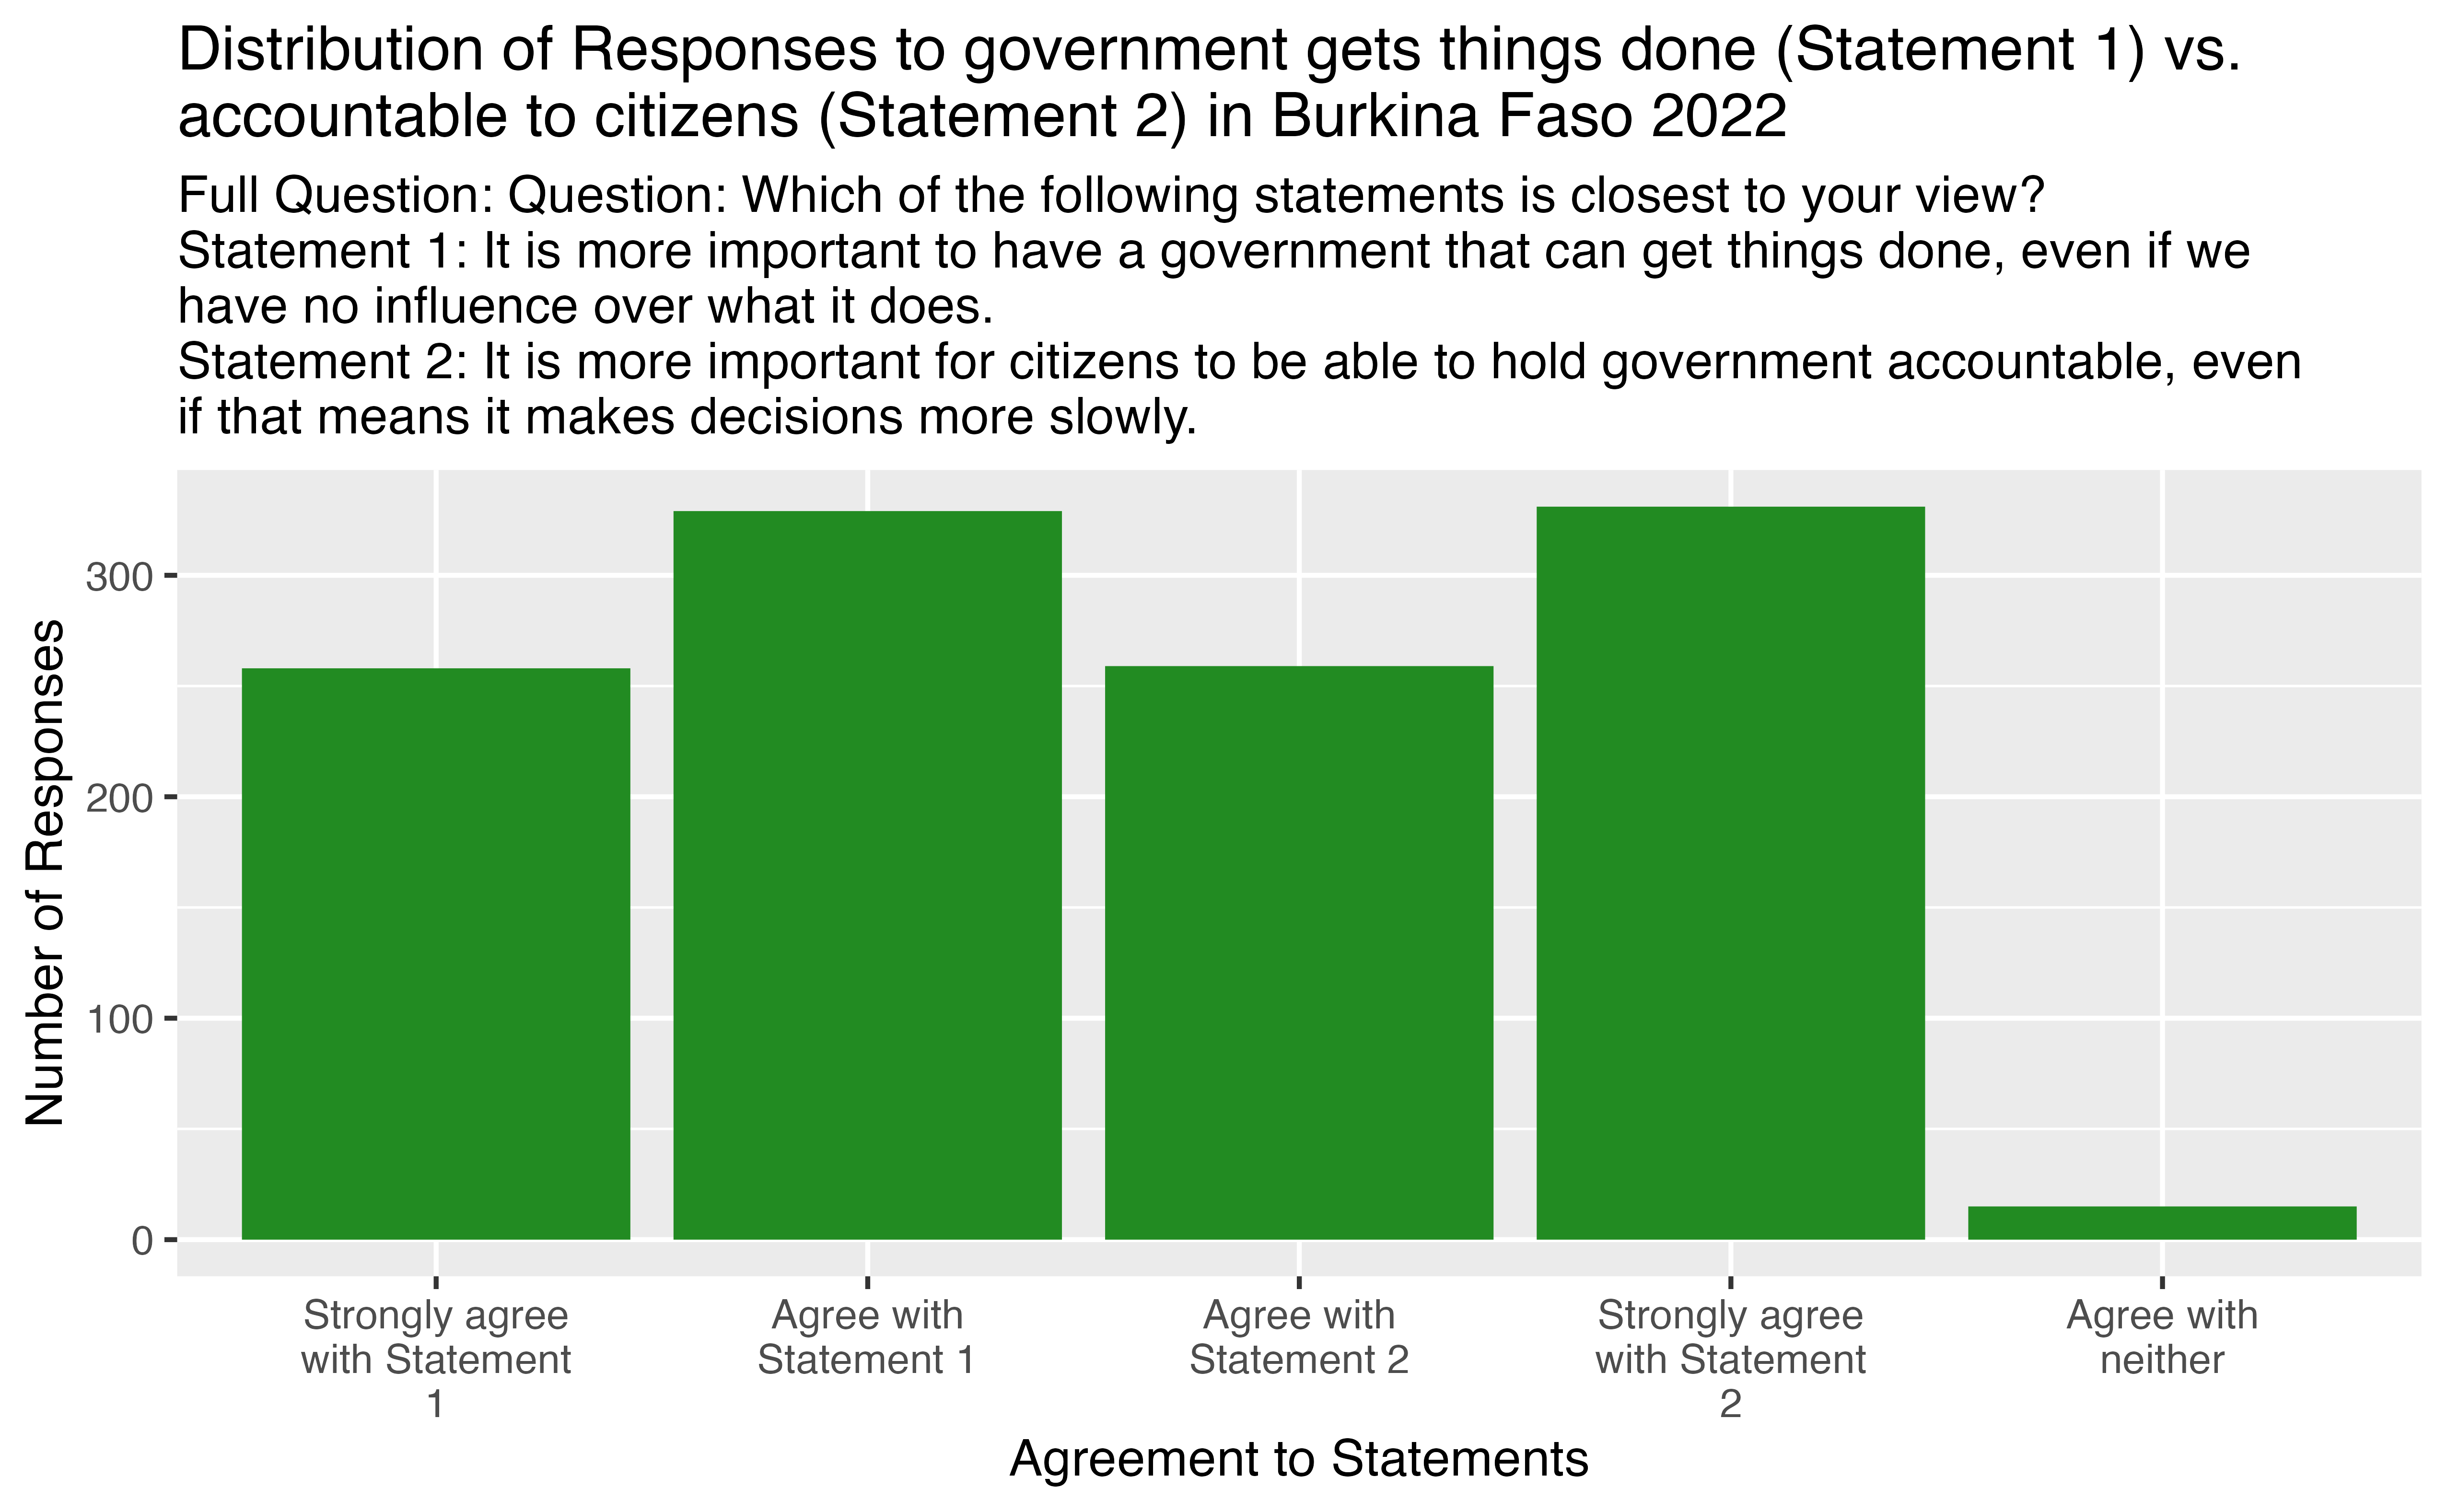 Distribution of Responses to government gets things done (Statement 1) vs.
accountable to citizens (Statement 2) in Burkina Faso 2022
Full Question: Question: Which of the following statements is closest to your view?
Statement 1: It is more important to have a government that can get things done, even if we
have no influence over what it does.
Statement 2: It is more important for citizens to be able to hold government accountable, even
if that means it makes decisions more slowly.
Number of Responses
300
200
100
0
Strongly agree
with Statement
1
Agree with
Statement 1
Agree with
Statement 2
Strongly agree
with Statement
2
Agree with
neither
Agreement to Statements